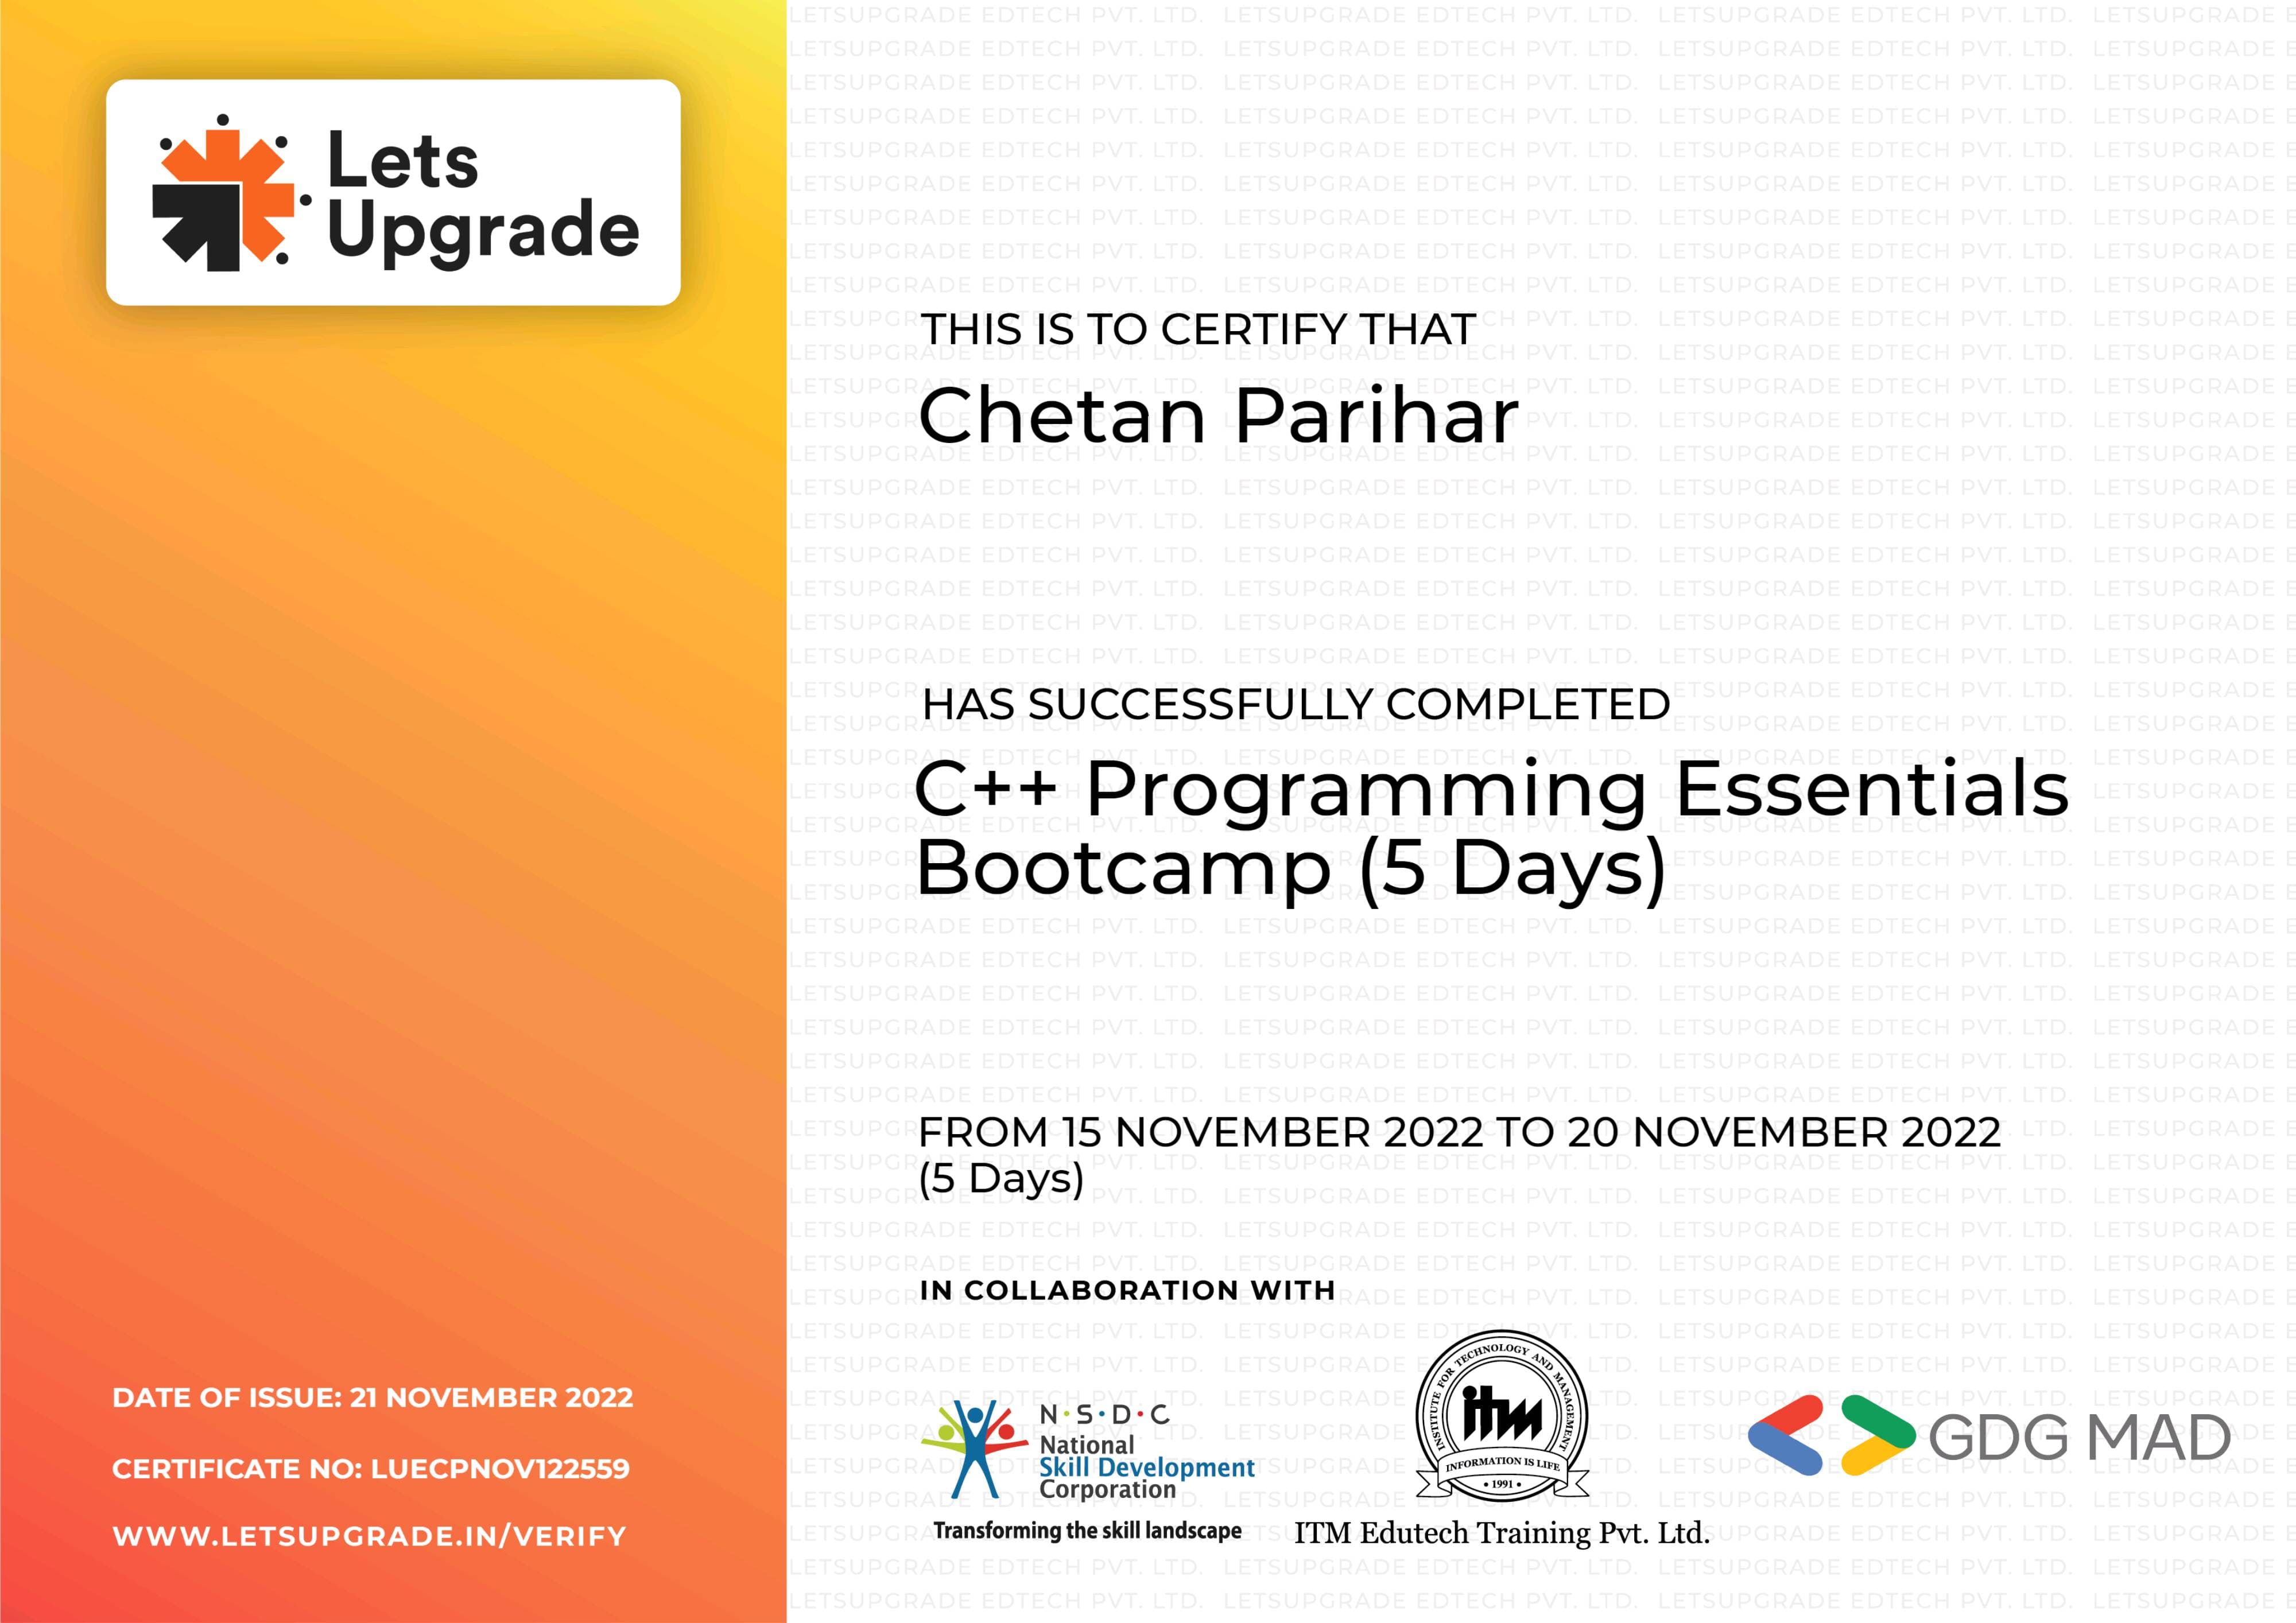 Lets
Upgrade
THIS IS TO CERTIFY THAT
Chetan Parihar
HAS SUCCESSFULLY COMPLETED
C++ Programming Essentials
Bootcamp (5 Days)
FROM 15 NOVEMBER 2022 TO 20 NOVEMBER 2022
(5 Days)
IN COLLABORATION WITH
N·S·D·C
National
Skill Development
Corporation
Transforming the skill landscape
INSTITUTE FOR TECHNOLOGY AND MANAGEMENT
itm
INFORMATION IS LIFE
• 1991 •
ITM Edutech Training Pvt. Ltd.
GDG MAD
DATE OF ISSUE: 21 NOVEMBER 2022
CERTIFICATE NO: LUECPNOV122559
WWW.LETSUPGRADE.IN/VERIFY
LETSUPGRADE EDTECH PVT. LTD.